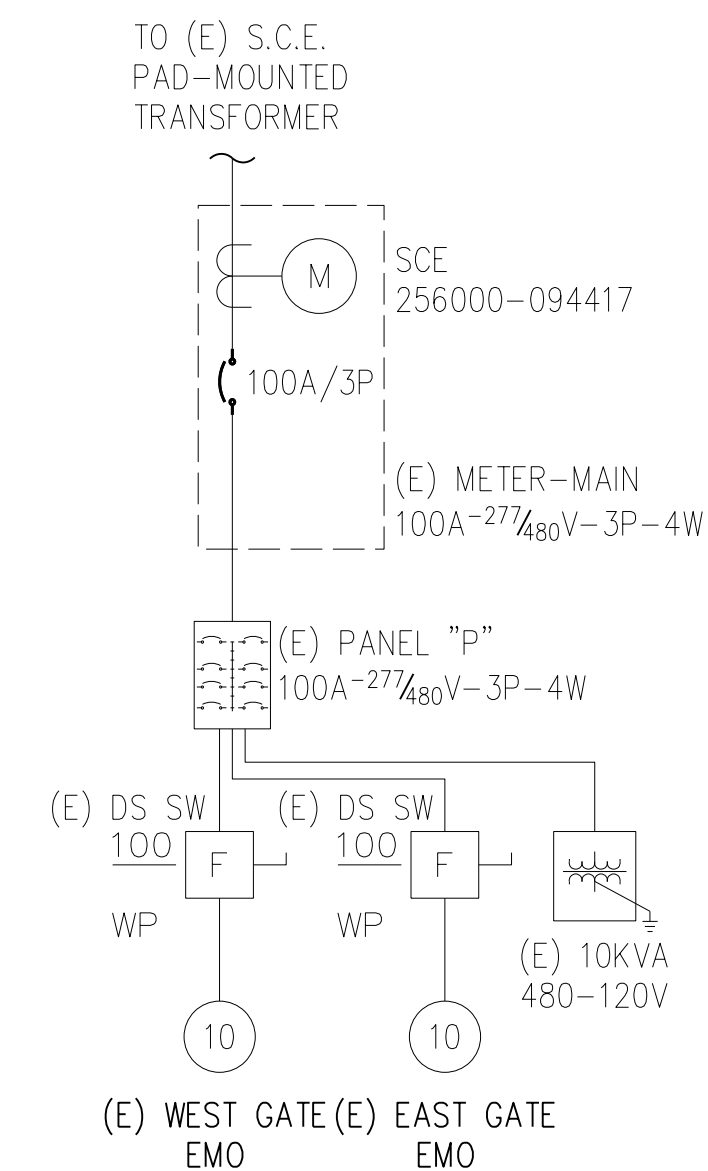 TO (E) S.C.E.
PAD-MOUNTED
TRANSFORMER
M
SCE
256000-094417
100A/3P
(E) METER-MAIN
100A-277/480V-3P-4W
(E) PANEL "P"
100A-277/480V-3P-4W
(E) DS SW
100
F
WP
(E) DS SW
100
F
WP
(E) 10KVA
480-120V
10
10
(E) WEST GATE
EMO
(E) EAST GATE
EMO